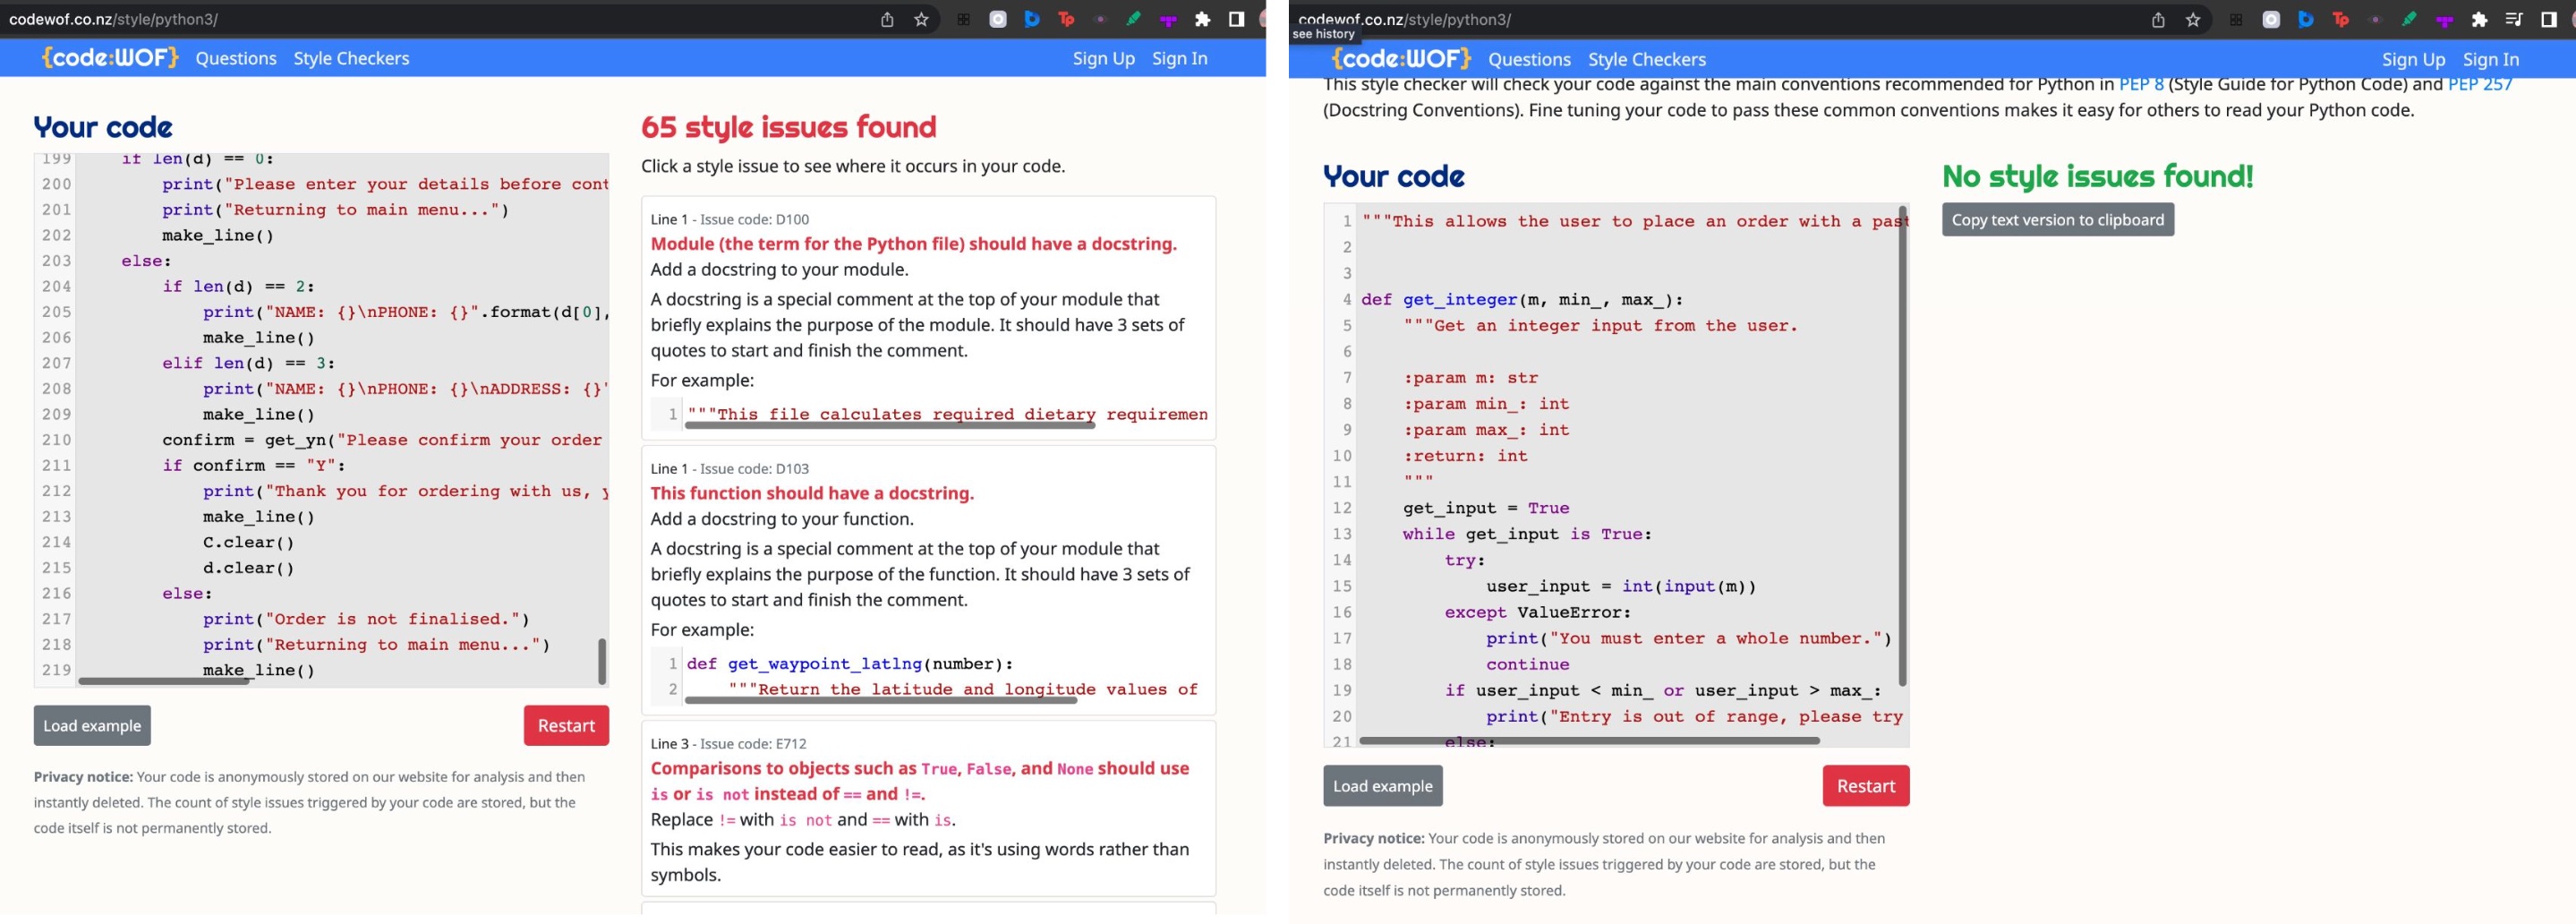 codewof.co.nz/style/python3/
{code:WOF}
Questions
Style Checkers
Sign Up
Sign In
Your code
199 if len(d) == 0:
200 print("Please enter your details before cont
201 print("Returning to main menu...")
202 make_line()
203 else:
204 if len(d) == 2:
205 print("NAME: {}\nPHONE: {}".format(d[0],
206 make_line()
207 elif len(d) == 3:
208 print("NAME: {}\nPHONE: {}\nADDRESS: {}"
209 make_line()
210 confirm = get_yn("Please confirm your order
211 if confirm == "Y":
212 print("Thank you for ordering with us, y
213 make_line()
214 C.clear()
215 d.clear()
216 else:
217 print("Order is not finalised.")
218 print("Returning to main menu...")
219 make_line()
Load example
Restart
Privacy notice: Your code is anonymously stored on our website for analysis and then
instantly deleted. The count of style issues triggered by your code are stored, but the
code itself is not permanently stored.
65 style issues found
Click a style issue to see where it occurs in your code.
Line 1 - Issue code: D100
Module (the term for the Python file) should have a docstring.
Add a docstring to your module.
A docstring is a special comment at the top of your module that
briefly explains the purpose of the module. It should have 3 sets of
quotes to start and finish the comment.
For example:
1 """This file calculates required dietary requiremen
Line 1 - Issue code: D103
This function should have a docstring.
Add a docstring to your function.
A docstring is a special comment at the top of your module that
briefly explains the purpose of the function. It should have 3 sets of
quotes to start and finish the comment.
For example:
1 def get_waypoint_latlng(number):
2 """Return the latitude and longitude values of
Line 3 - Issue code: E712
Comparisons to objects such as True, False, and None should use
is or is not instead of == and !=.
Replace != with is not and == with is.
This makes your code easier to read, as it's using words rather than
symbols.
codewof.co.nz/style/python3/
see history
{code:WOF}
Questions
Style Checkers
Sign Up
Sign In
This style checker will check your code against the main conventions recommended for Python in PEP 8 (Style Guide for Python Code) and PEP 257
(Docstring Conventions). Fine tuning your code to pass these common conventions makes it easy for others to read your Python code.
Your code
1 """This allows the user to place an order with a past
2
3
4 def get_integer(m, min_, max_):
5 """Get an integer input from the user.
6
7 :param m: str
8 :param min_: int
9 :param max_: int
10 :return: int
11 """
12 get_input = True
13 while get_input is True:
14 try:
15 user_input = int(input(m))
16 except ValueError:
17 print("You must enter a whole number.")
18 continue
19 if user_input < min_ or user_input > max_:
20 print("Entry is out of range, please try
21 else:
Load example
Restart
Privacy notice: Your code is anonymously stored on our website for analysis and then
instantly deleted. The count of style issues triggered by your code are stored, but the
code itself is not permanently stored.
No style issues found!
Copy text version to clipboard